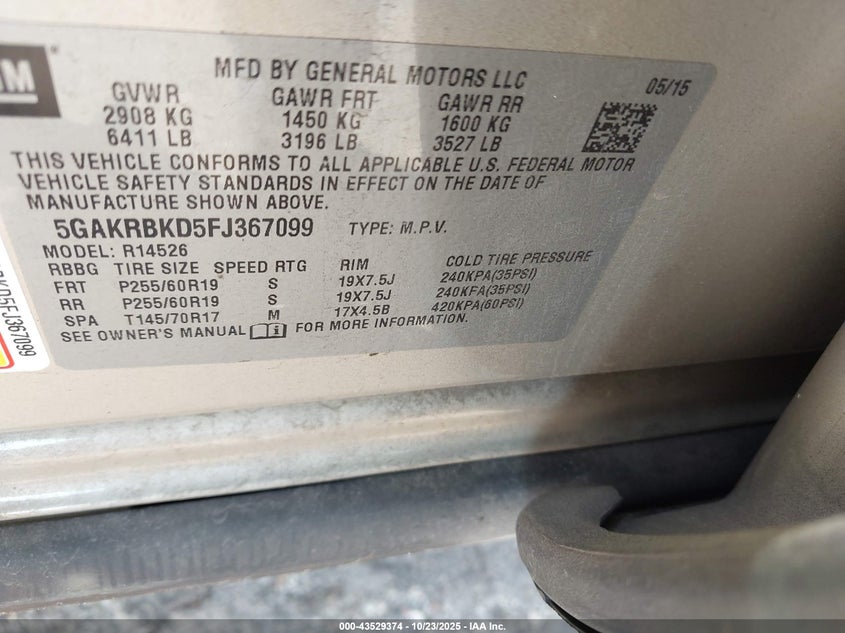 GM
MFD BY GENERAL MOTORS LLC 05/15
GVWR GAWR FRT GAWR RR
2908 KG 1450 KG 1600 KG
6411 LB 3196 LB 3527 LB
THIS VEHICLE CONFORMS TO ALL APPLICABLE U.S. FEDERAL MOTOR
VEHICLE SAFETY STANDARDS IN EFFECT ON THE DATE OF
MANUFACTURE SHOWN ABOVE.
5GAKRBKD5FJ367099 TYPE: M.P.V.
MODEL: R14526
RBBG TIRE SIZE SPEED RTG RIM COLD TIRE PRESSURE
FRT P255/60R19 S 19X7.5J 240KPA(35PSI)
RR P255/60R19 S 19X7.5J 240KPA(35PSI)
SPA T145/70R17 M 17X4.5B 420KPA(60PSI)
SEE OWNER'S MANUAL FOR MORE INFORMATION.
KD5FJ367099
000-43529374 | 10/23/2025 - IAA Inc.